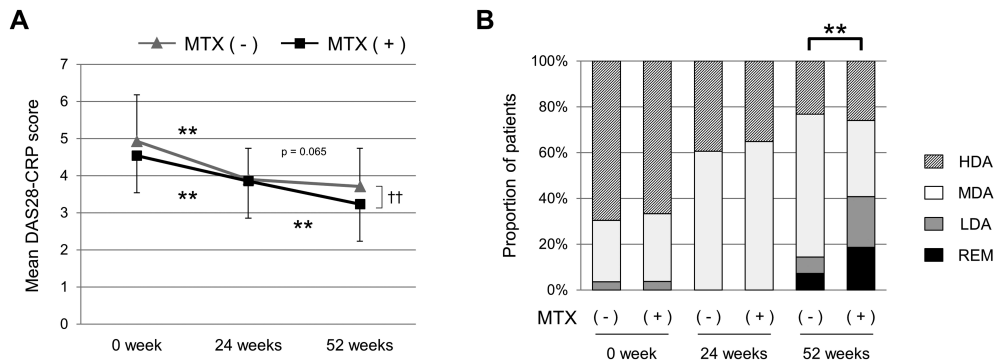 A
MTX ( - )
MTX ( + )
Mean DAS28-CRP score
7
6
5
4
3
2
1
0
**
**
p = 0.065
**
††
0 week
24 weeks
52 weeks
B
**
Proportion of patients
100%
80%
60%
40%
20%
0%
HDA
MDA
LDA
REM
MTX ( - ) ( + ) ( - ) ( + ) ( - ) ( + )
0 week
24 weeks
52 weeks